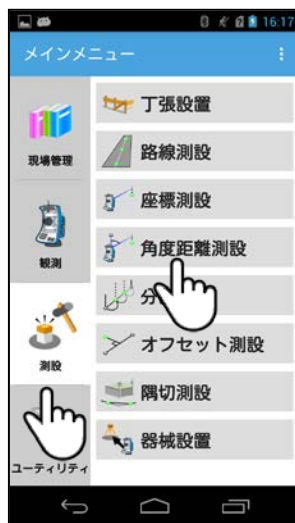 16:17
メインメニュー
現場管理
観測
測設
ユーティリティ
丁張設置
路線測設
座標測設
角度距離測設
分
オフセット測設
隅切測設
器械設置